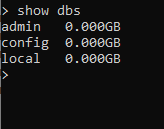 > show dbs
admin   0.000GB
config  0.000GB
local   0.000GB
>